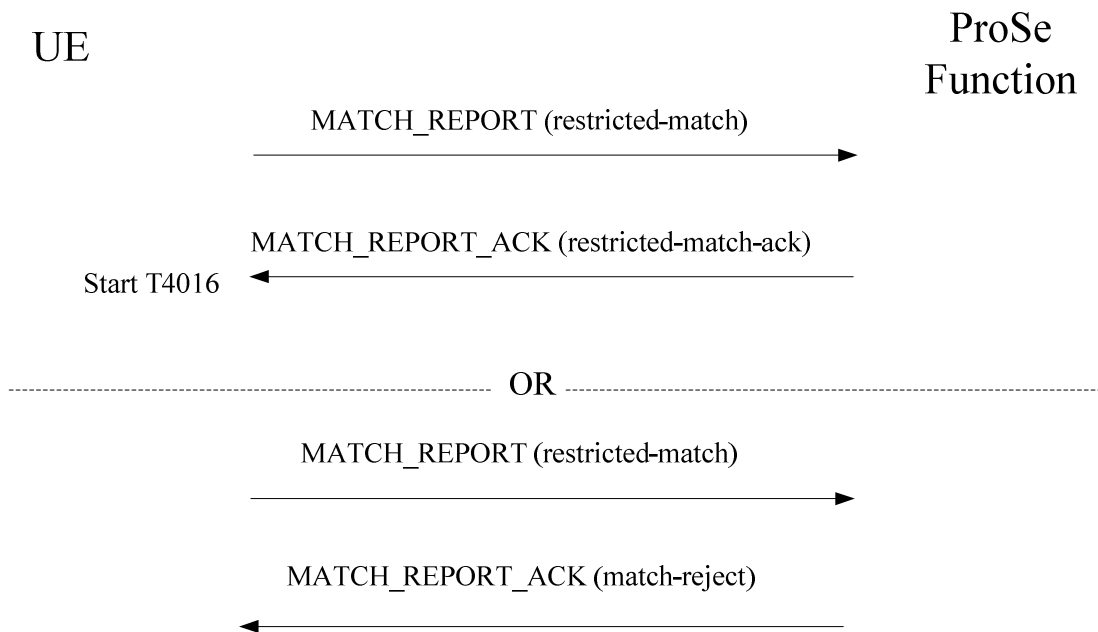 UE
ProSe
Function
MATCH_REPORT (restricted-match)
MATCH_REPORT_ACK (restricted-match-ack)
Start T4016
OR
MATCH_REPORT (restricted-match)
MATCH_REPORT_ACK (match-reject)